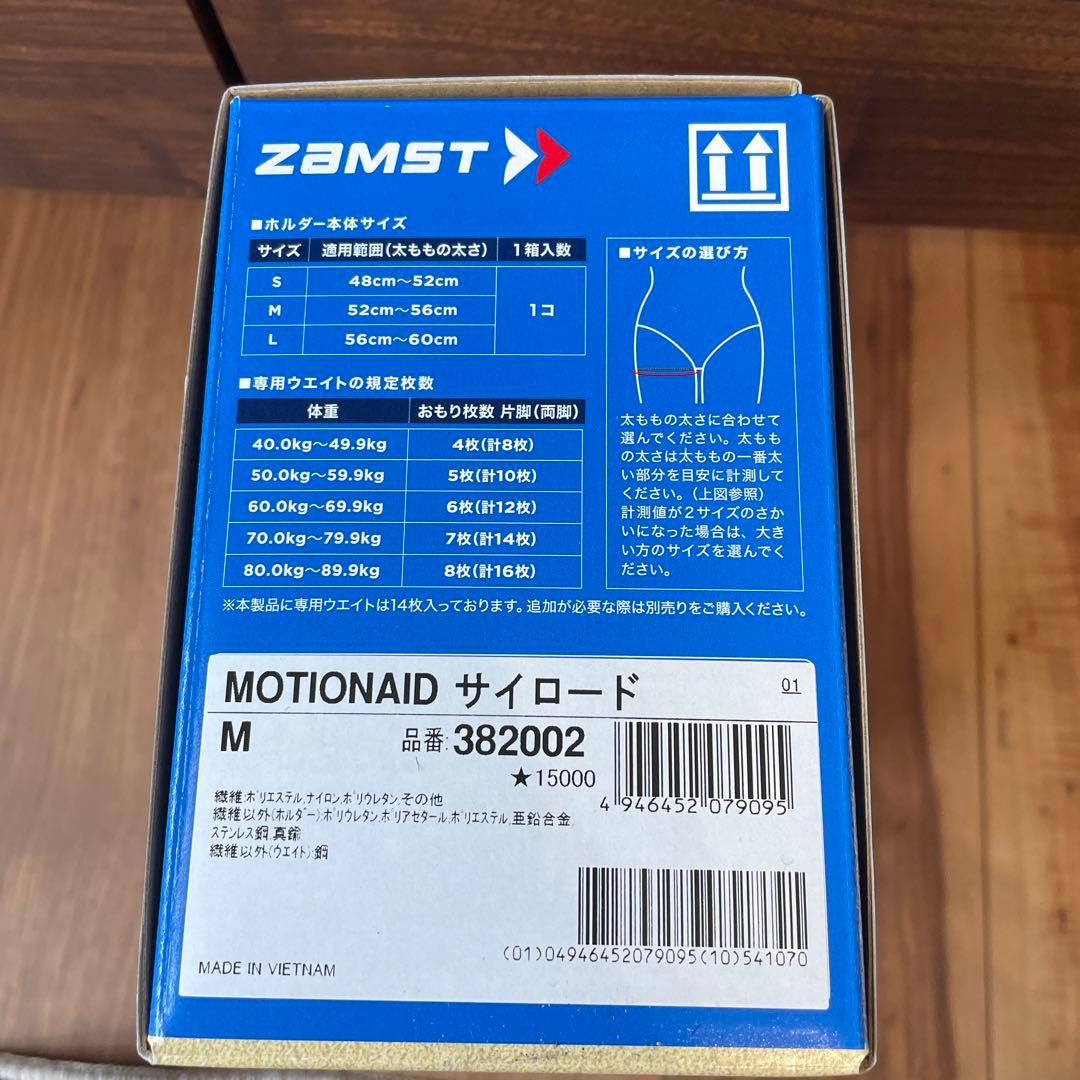 ZAMST
■ホルダー本体サイズ
サイズ 適用範囲(太ももの太さ) 1箱入数
S 48cm〜52cm
M 52cm〜56cm 1コ
L 56cm〜60cm
■専用ウエイトの規定枚数
体重 おもり枚数 片脚(両脚)
40.0kg〜49.9kg 4枚(計8枚)
50.0kg〜59.9kg 5枚(計10枚)
60.0kg〜69.9kg 6枚(計12枚)
70.0kg〜79.9kg 7枚(計14枚)
80.0kg〜89.9kg 8枚(計16枚)
■サイズの選び方
太ももの太さに合わせて
選んでください。太もも
の太さは太ももの一番太
い部分を目安に計測して
ください。(上図参照)
計測値が2サイズのさか
いになった場合は、大き
い方のサイズを選んでく
ださい。
※本製品に専用ウエイトは14枚入っております。追加が必要な際は別売りをご購入ください。
MOTIONAID サイロード 01
M 品番:382002
★15000
4 946452 079095
繊維:ポリエステル,ナイロン,ポリウレタン,その他
繊維以外(ホルダー):ポリウレタン,ポリアセタール,ポリエステル,亜鉛合金,
ステンレス鋼,真鍮
繊維以外(ウエイト):鋼
(01)04946452079095(10)541070
MADE IN VIETNAM